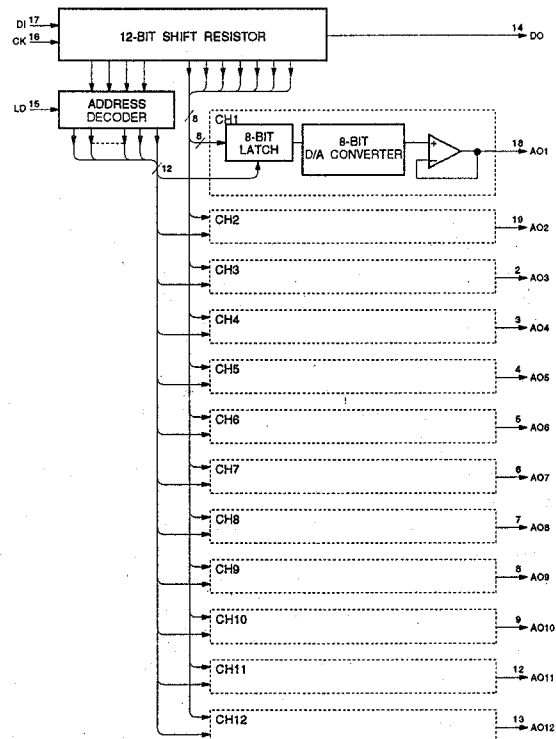 DI 17
CK 16
12-BIT SHIFT RESISTOR
14 DO
LD 15
ADDRESS
DECODER
8
8
12
CH1
8-BIT
LATCH
8-BIT
D/A CONVERTER
+
−
18 AO1
CH2
19 AO2
CH3
2 AO3
CH4
3 AO4
CH5
4 AO5
CH6
5 AO6
CH7
6 AO7
CH8
7 AO8
CH9
8 AO9
CH10
9 AO10
CH11
12 AO11
CH12
13 AO12